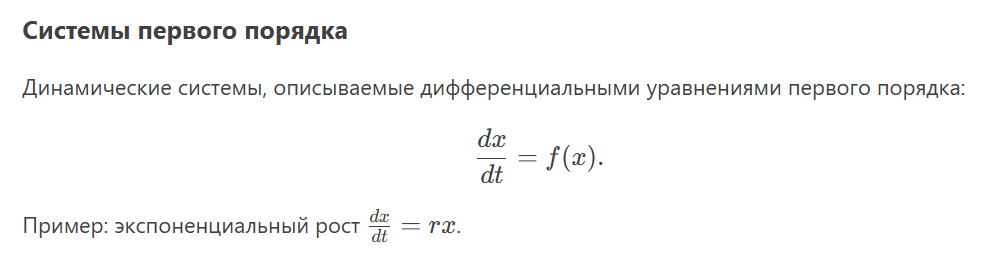 Системы первого порядка
Динамические системы, описываемые дифференциальными уравнениями первого порядка:
dx/dt = f(x).
Пример: экспоненциальный рост dx/dt = rx.